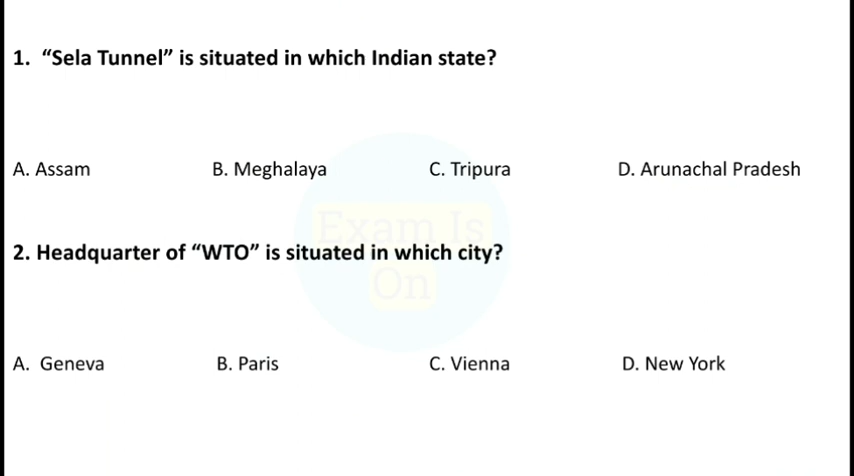 1. “Sela Tunnel” is situated in which Indian state?
A. Assam B. Meghalaya C. Tripura D. Arunachal Pradesh
Exam Is
2. Headquarter of “WTO” is situated in which city?
On
A. Geneva B. Paris C. Vienna D. New York